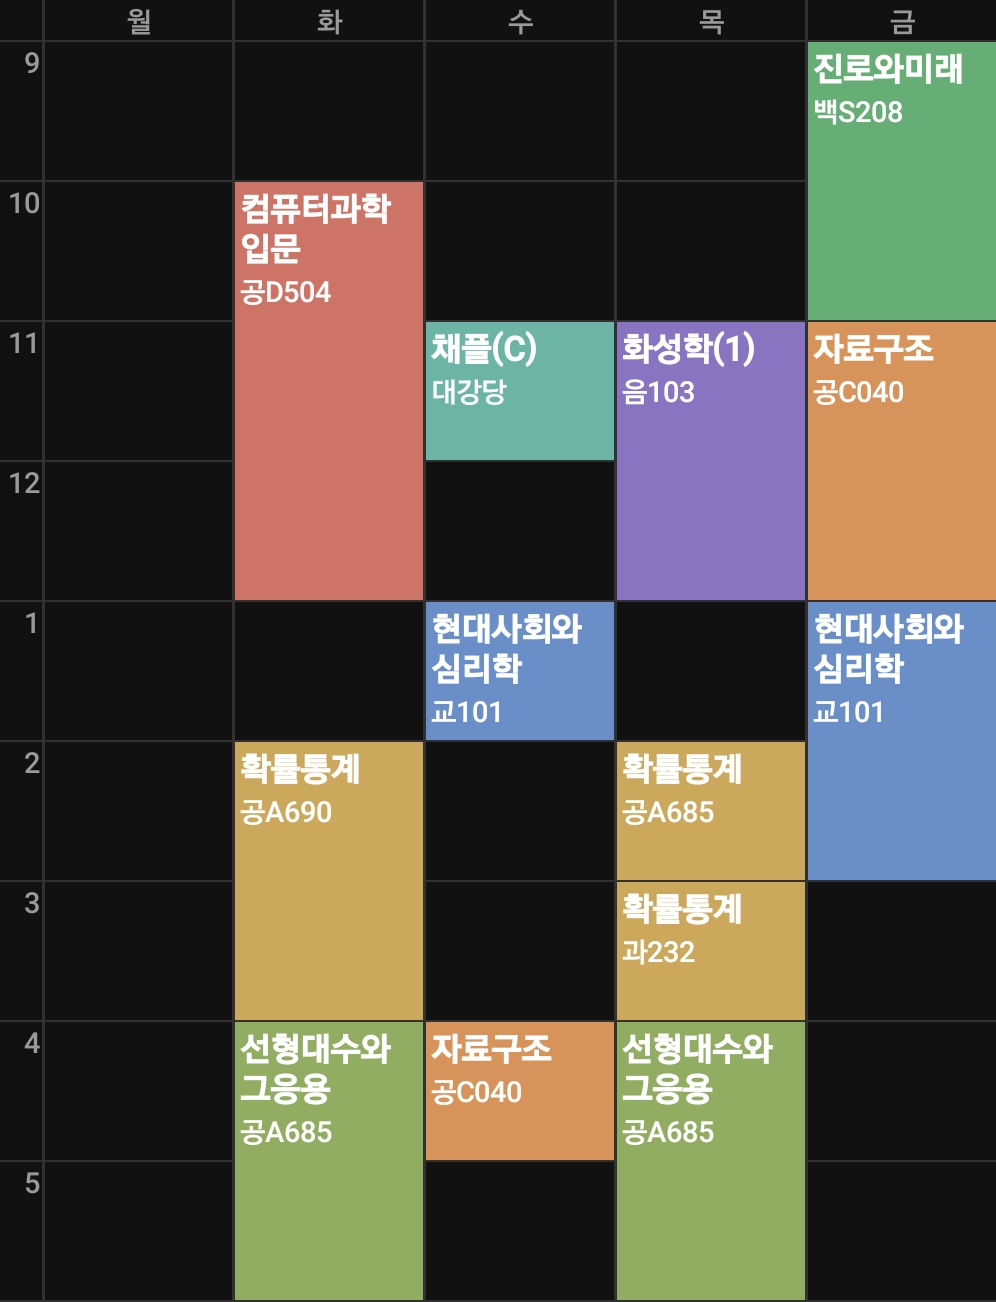 월 화 수 목 금
9
진로와미래
백S208
10
컴퓨터과학
입문
공D504
11
채플(C)
대강당
화성학(1)
음103
자료구조
공C040
12
1
현대사회와
심리학
교101
현대사회와
심리학
교101
2
확률통계
공A690
확률통계
공A685
3
확률통계
과232
4
선형대수와
그응용
공A685
자료구조
공C040
선형대수와
그응용
공A685
5